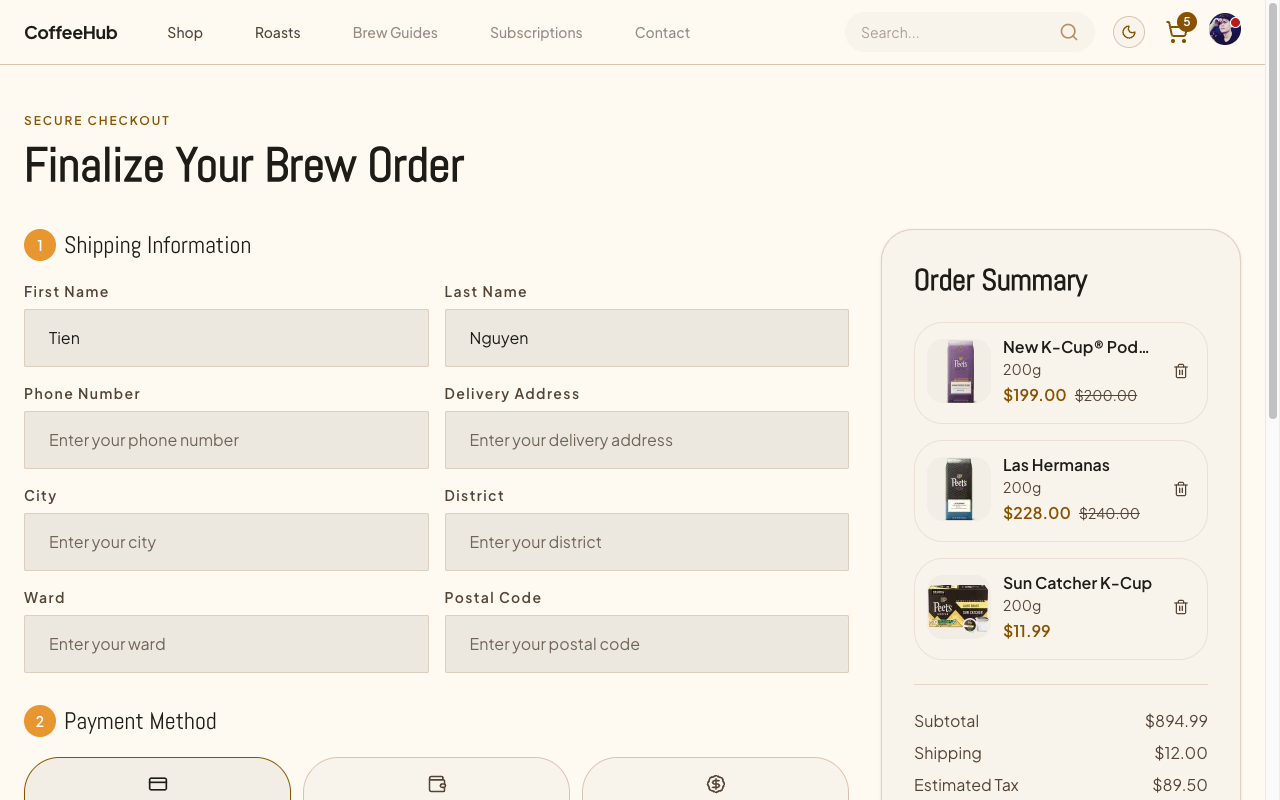 CoffeeHub
Shop
Roasts
Brew Guides
Subscriptions
Contact
Search...
5
SECURE CHECKOUT
Finalize Your Brew Order
1 Shipping Information
First Name
Tien
Last Name
Nguyen
Phone Number
Enter your phone number
Delivery Address
Enter your delivery address
City
Enter your city
District
Enter your district
Ward
Enter your ward
Postal Code
Enter your postal code
2 Payment Method
Order Summary
Peet's
New K-Cup® Pod...
200g
$199.00 $200.00
Peet's
Las Hermanas
200g
$228.00 $240.00
Peet's
Sun Catcher K-Cup
200g
$11.99
Subtotal $894.99
Shipping $12.00
Estimated Tax $89.50